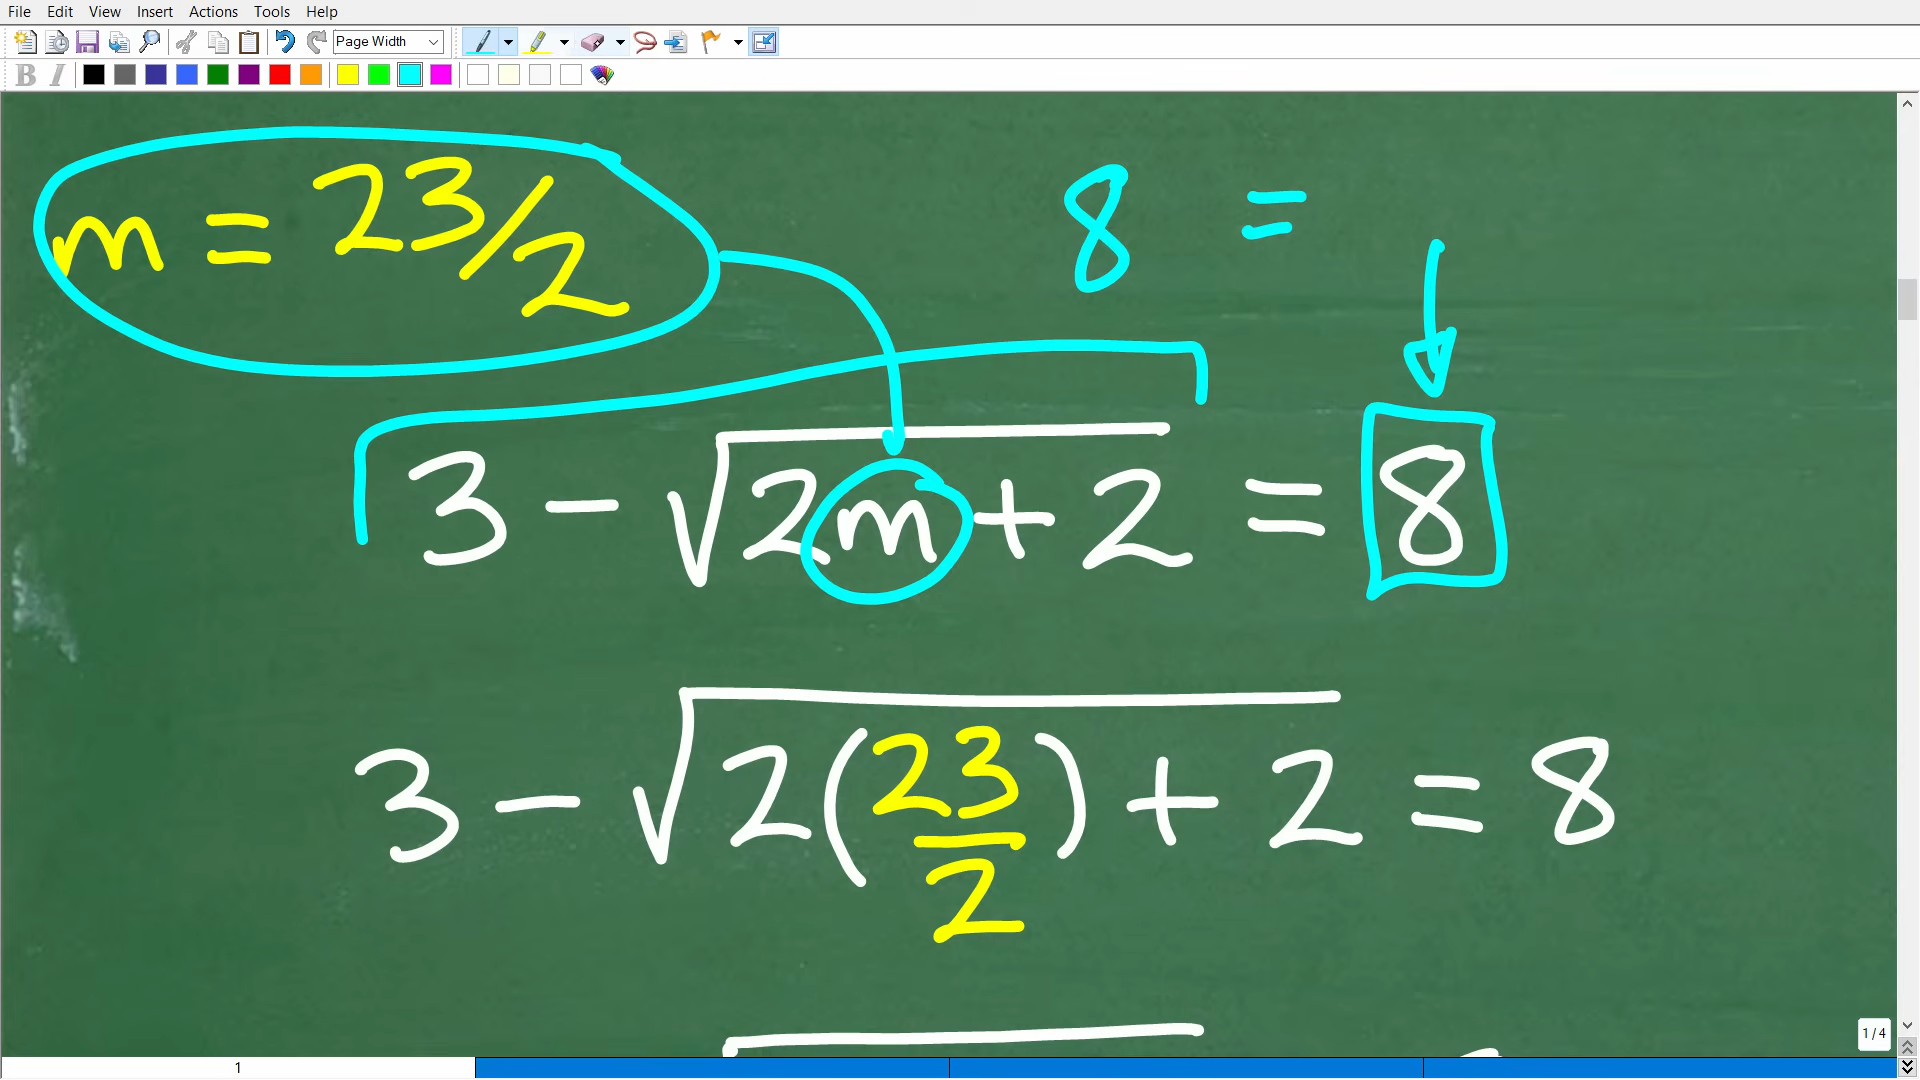 File Edit View Insert Actions Tools Help
Page Width
B I
m = 23/2
8 =
3 - √2m + 2 = 8
3 - √2(23/2) + 2 = 8
1 / 4
1